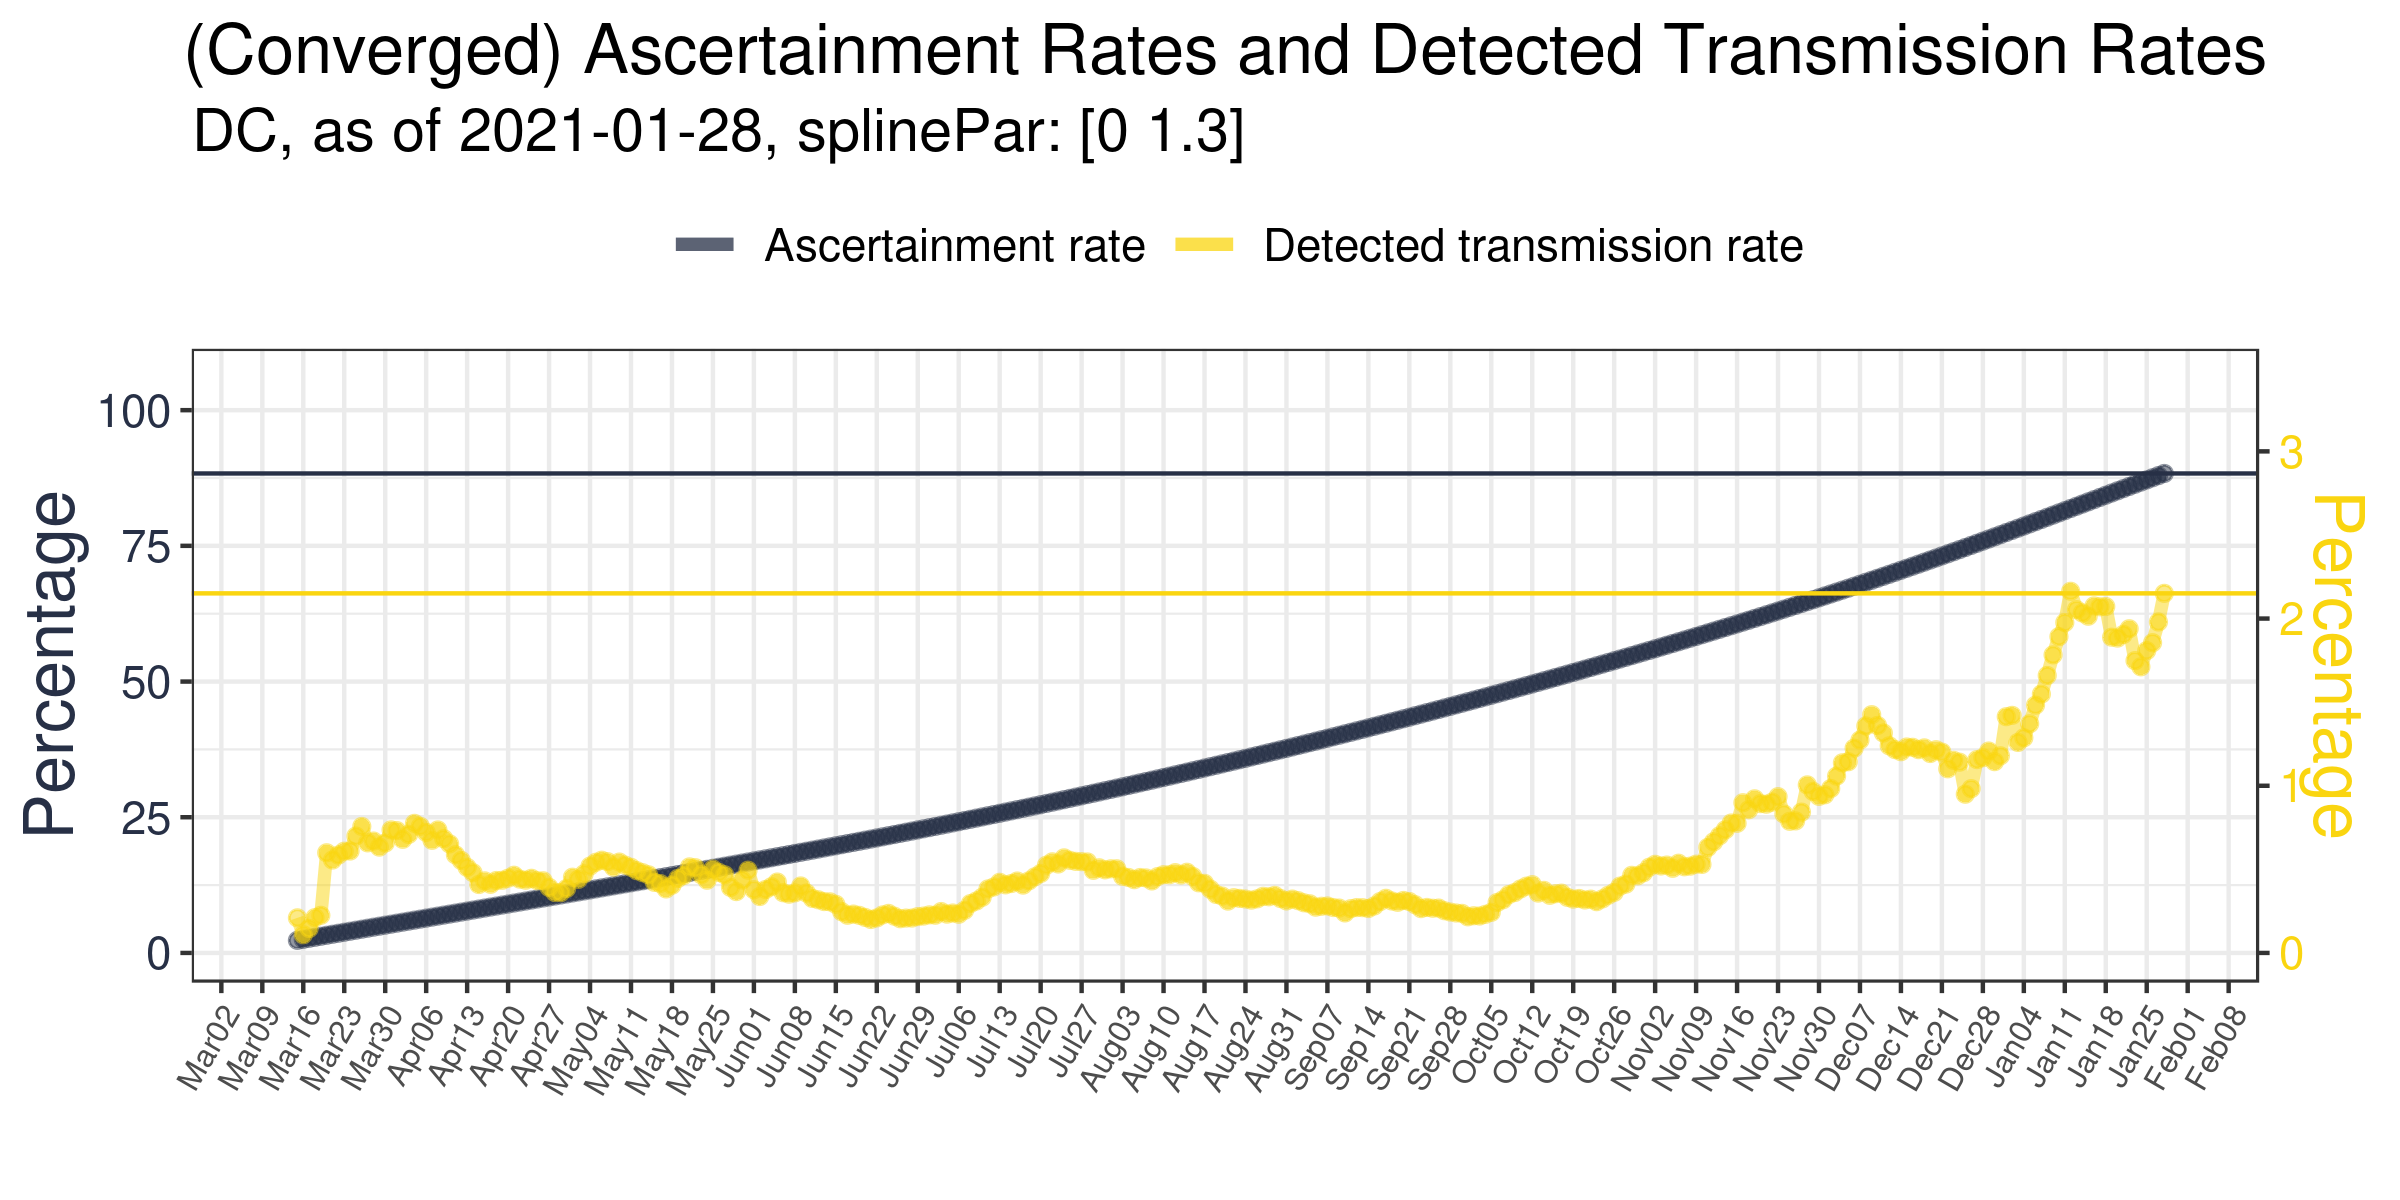 (Converged) Ascertainment Rates and Detected Transmission Rates
DC, as of 2021-01-28, splinePar: [0 1.3]
Ascertainment rate Detected transmission rate
Percentage
100
75
50
25
0
3
2
1
0
Percentage
Mar02 Mar09 Mar16 Mar23 Mar30 Apr06 Apr13 Apr20 Apr27 May04 May11 May18 May25 Jun01 Jun08 Jun15 Jun22 Jun29 Jul06 Jul13 Jul20 Jul27 Aug03 Aug10 Aug17 Aug24 Aug31 Sep07 Sep14 Sep21 Sep28 Oct05 Oct12 Oct19 Oct26 Nov02 Nov09 Nov16 Nov23 Nov30 Dec07 Dec14 Dec21 Dec28 Jan04 Jan11 Jan18 Jan25 Feb01 Feb08